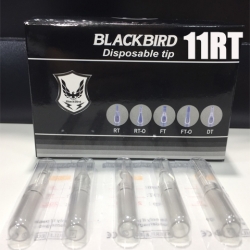 BLACKBIRD 11RT
Disposable tip
RT RT-O FT FT-O DT